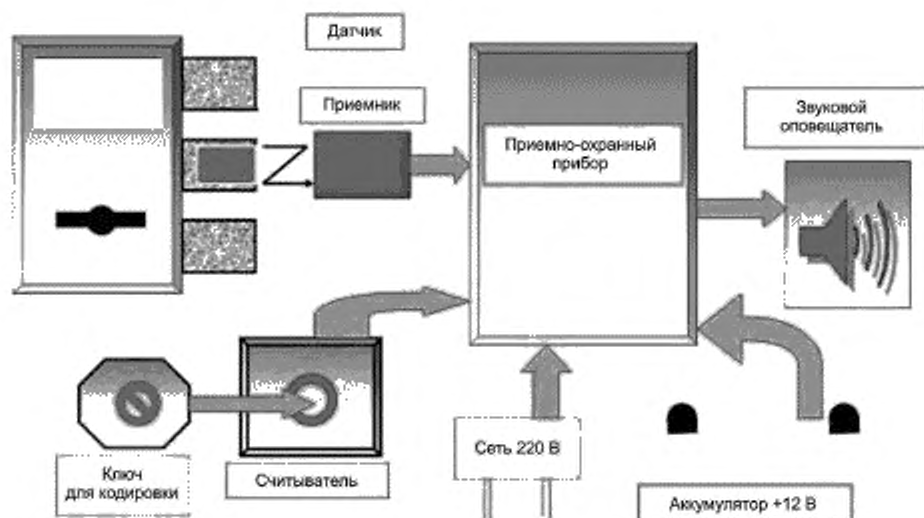 Датчик
Приемник
Приемно-охранный
прибор
Звуковой
оповещатель
Ключ
для кодировки
Считыватель
Сеть 220 В
Аккумулятор +12 В